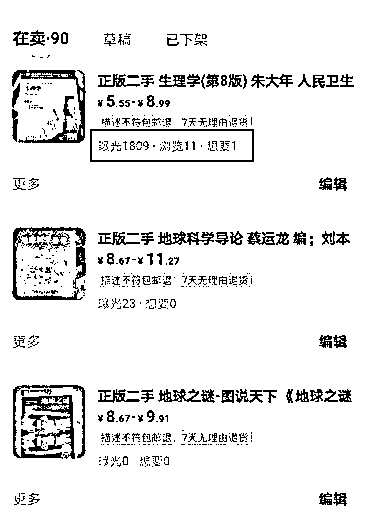 在卖·90 草稿 已下架
正版二手 生理学(第8版) 朱大年 人民卫生
¥5.55-¥8.99
描述不符包邮退 7天无理由退货
曝光1809·浏览11·想要1
更多 编辑
正版二手 地球科学导论 蔡运龙 编；刘本
¥8.67-¥11.27
描述不符包邮退 7天无理由退货
曝光23·想要0
更多 编辑
正版二手 地球之谜-图说天下《地球之谜
¥8.67-¥9.91
描述不符包邮退 7天无理由退货
曝光0 想要0
更多 编辑